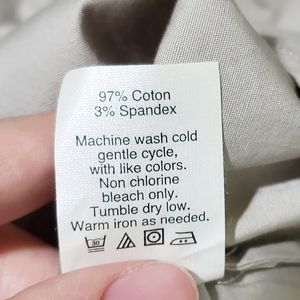 97% Coton
3% Spandex
Machine wash cold
gentle cycle,
with like colors.
Non chlorine
bleach only.
Tumble dry low.
Warm iron as needed.
30